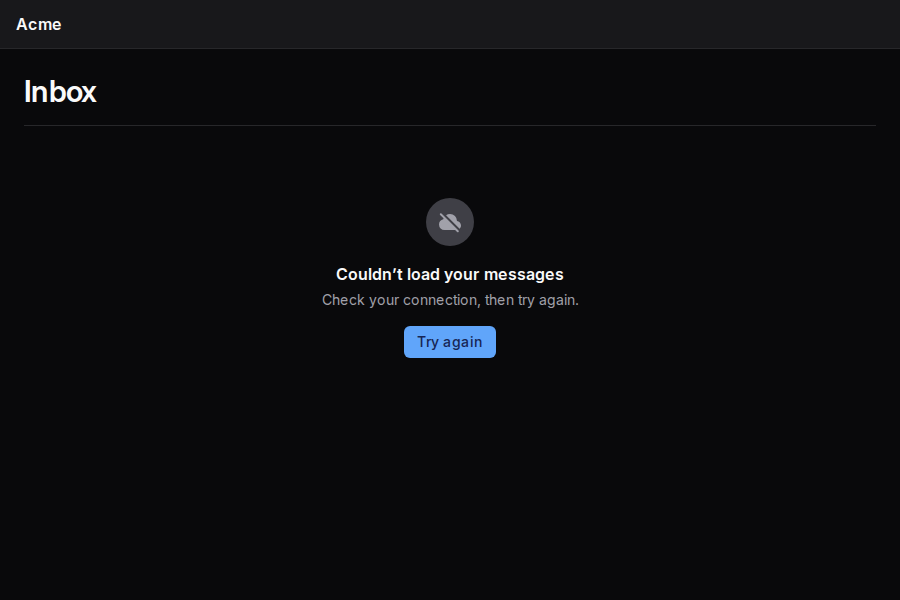 Acme
Inbox
Couldn’t load your messages
Check your connection, then try again.
Try again